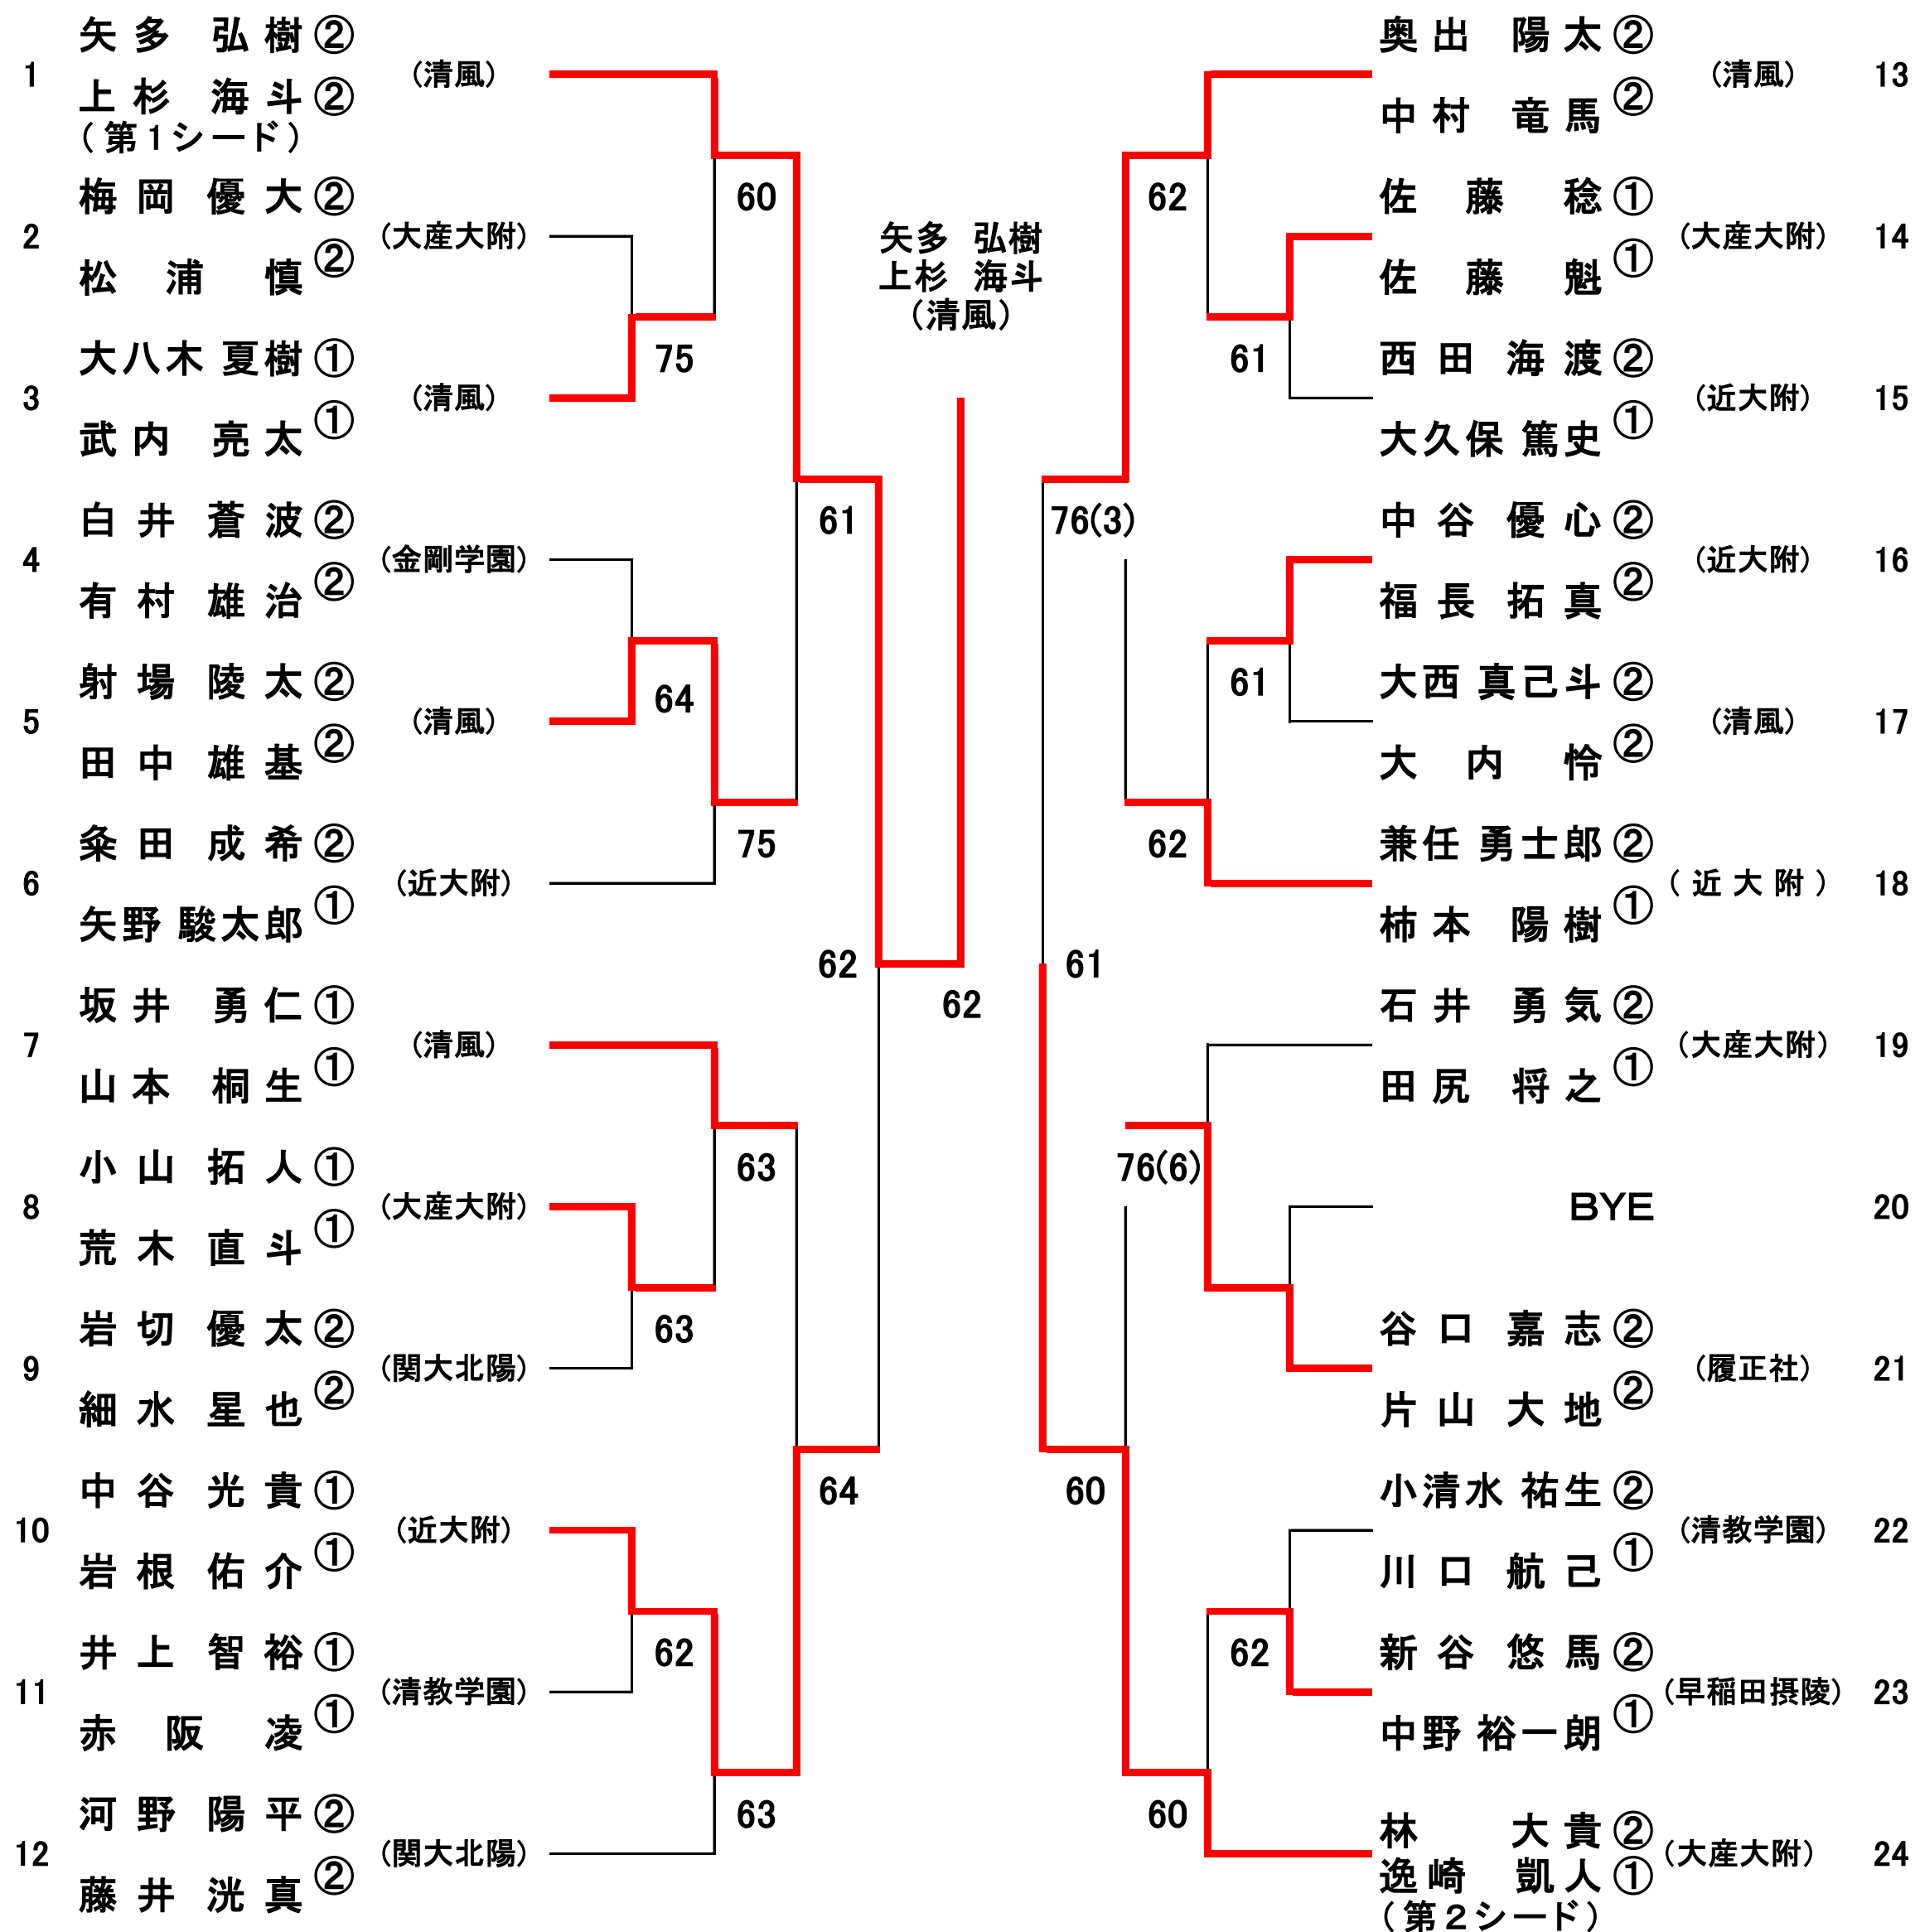 矢多 弘樹②
1 (清風)
上杉 海斗②
(第1シード)
梅岡 優大②
2 (大産大附)
松浦 慎②
大八木 夏樹①
3 (清風)
武内 亮太①
白井 蒼波②
4 (金剛学園)
有村 雄治②
射場 陵太②
5 (清風)
田中 雄基②
粂田 成希②
6 (近大附)
矢野 駿太郎①
坂井 勇仁①
7 (清風)
山本 桐生①
小山 拓人①
8 (大産大附)
荒木 直斗①
岩切 優太②
9 (関大北陽)
細水 星也②
中谷 光貴①
10 (近大附)
岩根 佑介①
井上 智裕①
11 (清教学園)
赤阪 凌①
河野 陽平②
12 (関大北陽)
藤井 洸真②
60
75
61
64
75
62
63
63
64
62
63
矢多 弘樹
上杉 海斗
(清風)
62
62
61
76(3)
61
62
61
76(6)
60
62
60
奥出 陽太②
(清風) 13
中村 竜馬②
佐藤 稔①
(大産大附) 14
佐藤 魁①
西田 海渡②
(近大附) 15
大久保 篤史①
中谷 優心②
(近大附) 16
福長 拓真②
大西 真己斗②
(清風) 17
大内 怜②
兼任 勇士郎②
(近大附) 18
柿本 陽樹①
石井 勇気②
(大産大附) 19
田尻 将之①
BYE 20
谷口 嘉志②
(履正社) 21
片山 大地②
小清水 祐生②
(清教学園) 22
川口 航己①
新谷 悠馬②
(早稲田摂陵) 23
中野 裕一朗①
林 大貴②
(大産大附) 24
逸崎 凱人①
(第2シード)